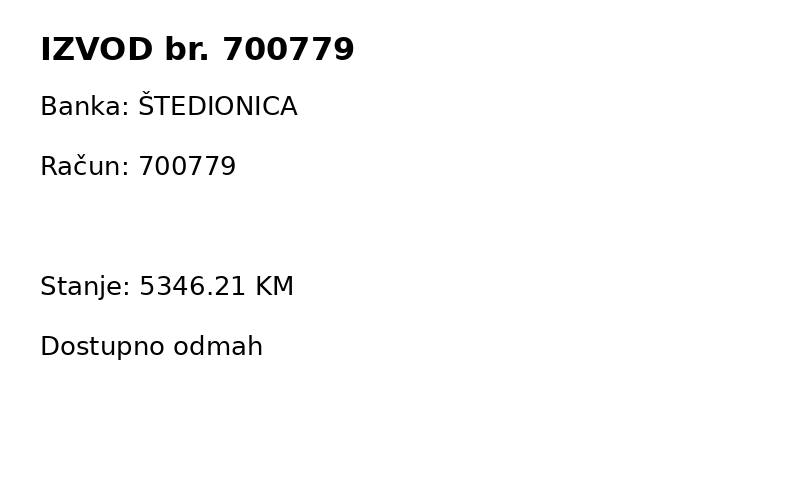 IZVOD br. 700779
Banka: ŠTEDIONICA
Račun: 700779
Stanje: 5346.21 KM
Dostupno odmah